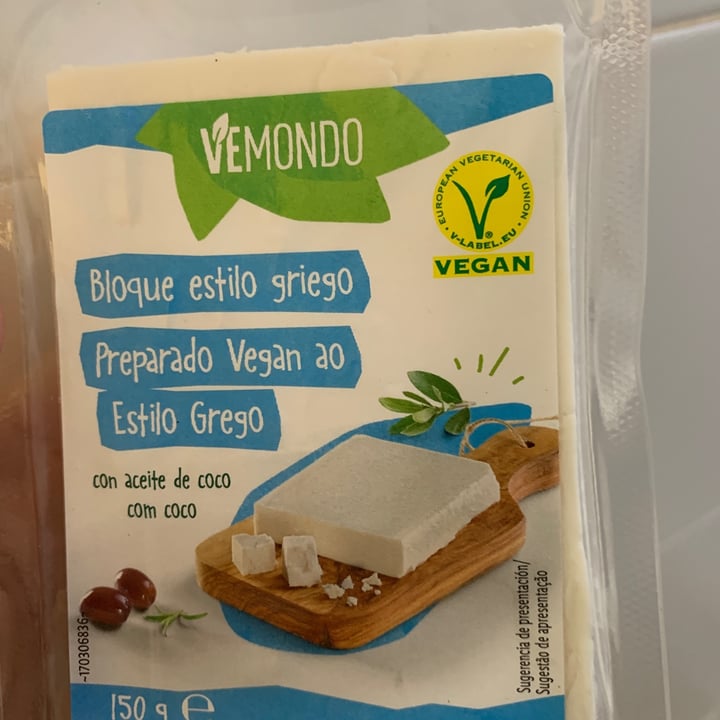 VEMONDO
EUROPEAN VEGETARIAN UNION
V-LABEL.EU
VEGAN
Bloque estilo griego
Preparado Vegan ao
Estilo Grego
con aceite de coco
com coco
Sugerencia de presentación/
Sugestão de apresentação
~170306836
150 g e